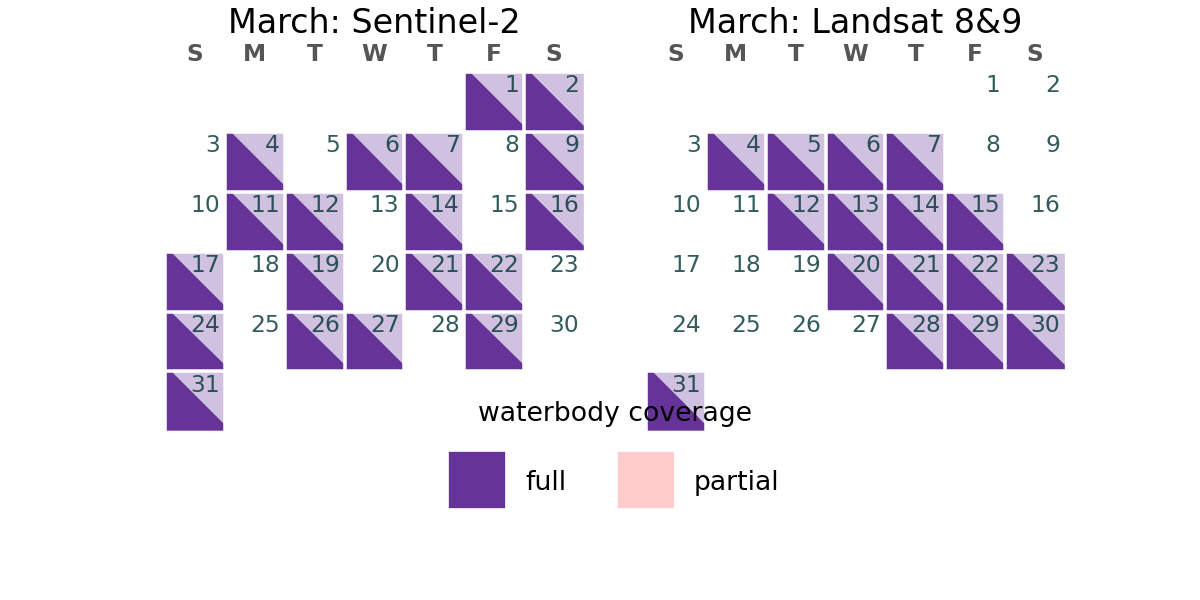 March: Sentinel-2
S M T W T F S
1 2
3 4 5 6 7 8 9
10 11 12 13 14 15 16
17 18 19 20 21 22 23
24 25 26 27 28 29 30
31
March: Landsat 8&9
S M T W T F S
1 2
3 4 5 6 7 8 9
10 11 12 13 14 15 16
17 18 19 20 21 22 23
24 25 26 27 28 29 30
31
waterbody coverage
full partial